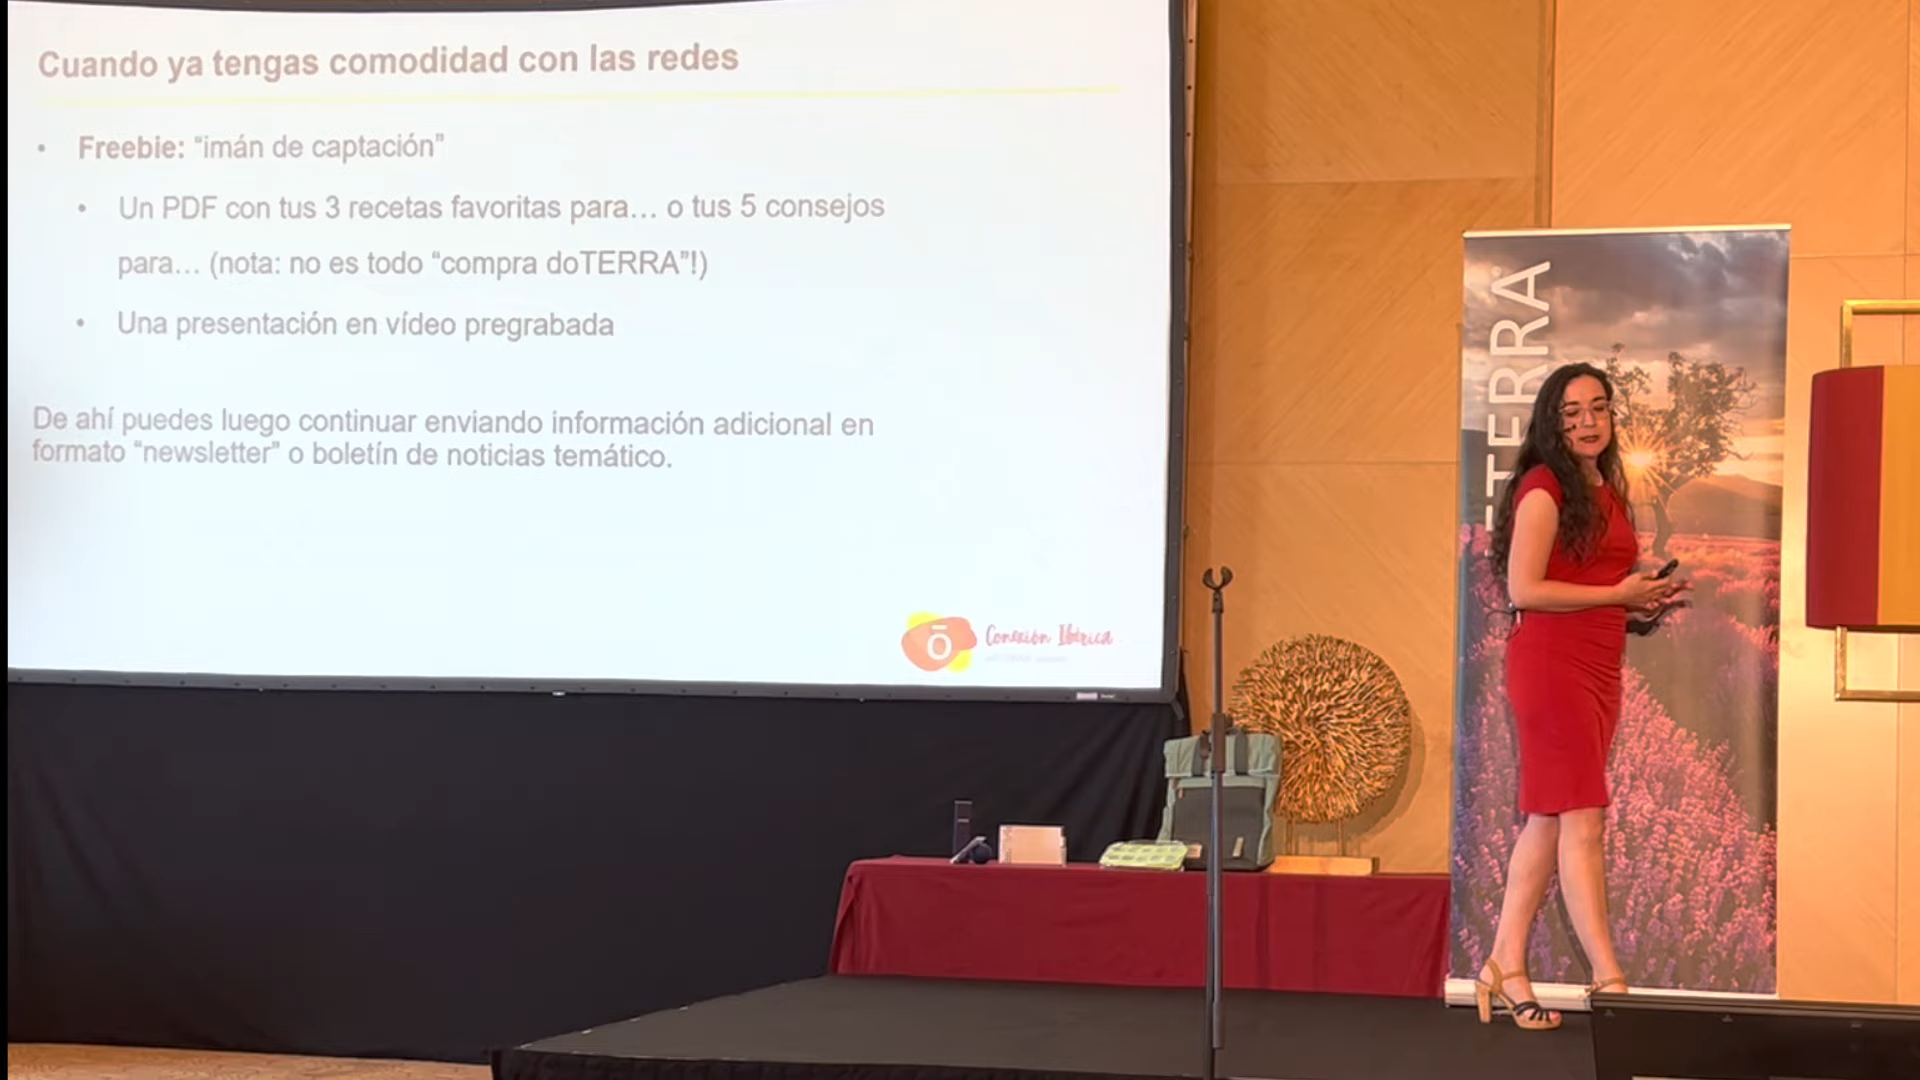 Cuando ya tengas comodidad con las redes
• Freebie: “imán de captación”
• Un PDF con tus 3 recetas favoritas para… o tus 5 consejos
para… (nota: no es todo “compra doTERRA”!)
• Una presentación en vídeo pregrabada
De ahí puedes luego continuar enviando información adicional en
formato “newsletter” o boletín de noticias temático.
ō
Conexión Ibérica
TERRA